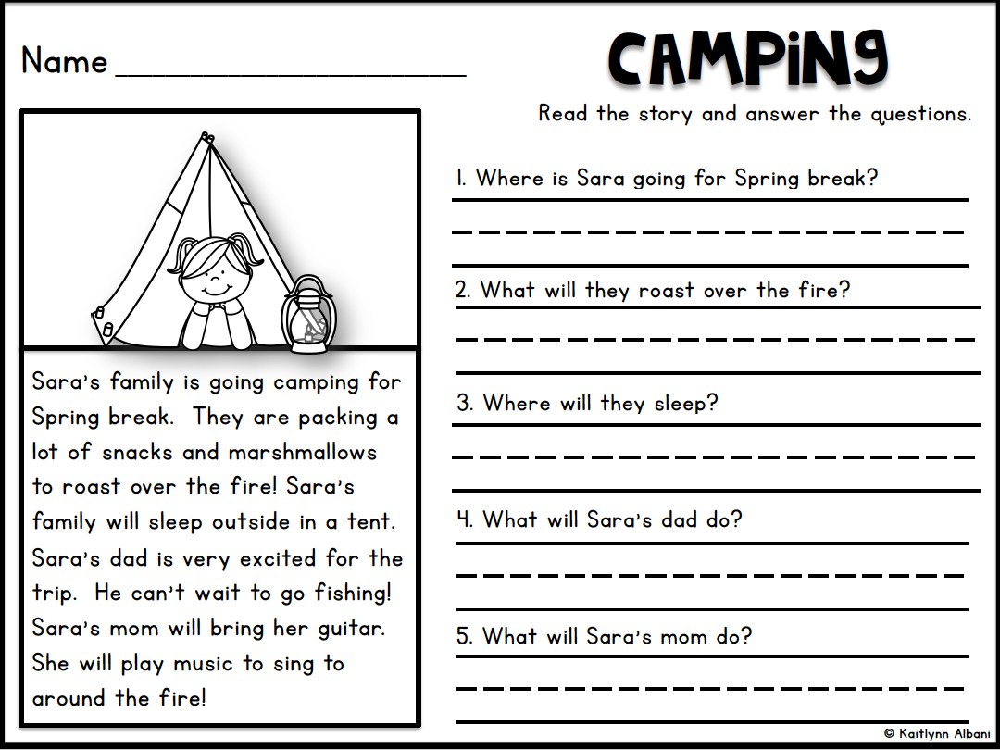 Name
CAMPiNg
Read the story and answer the questions.
Sara's family is going camping for
Spring break. They are packing a
lot of snacks and marshmallows
to roast over the fire! Sara's
family will sleep outside in a tent.
Sara's dad is very excited for the
trip. He can't wait to go fishing!
Sara's mom will bring her guitar.
She will play music to sing to
around the fire!
1. Where is Sara going for Spring break?
2. What will they roast over the fire?
3. Where will they sleep?
4. What will Sara's dad do?
5. What will Sara's mom do?
© Kaitlynn Albani